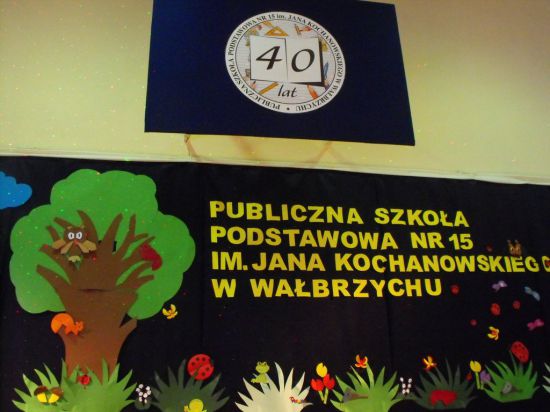 PUBLICZNA SZKOŁA PODSTAWOWA NR 15 im. JANA KOCHANOWSKIEGO W WAŁBRZYCHU
40
lat
PUBLICZNA SZKOŁA
PODSTAWOWA NR 15
IM. JANA KOCHANOWSKIEGO
W WAŁBRZYCHU